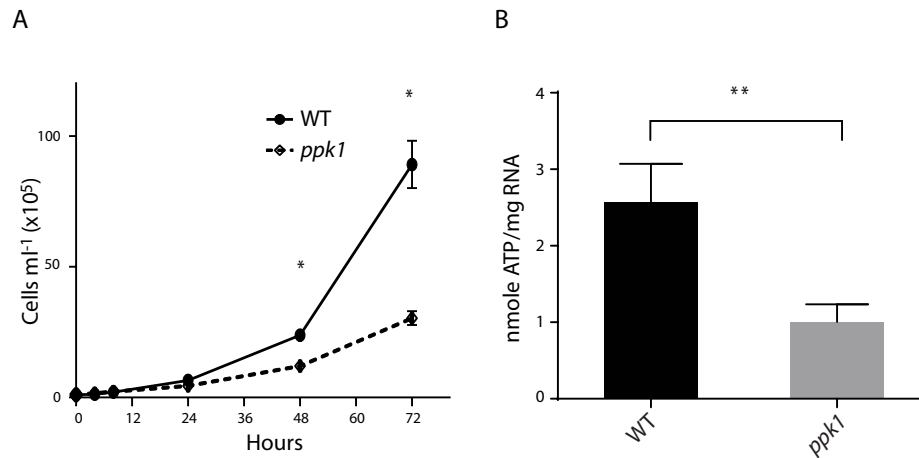 A
B
*
WT
ppk1
*
100
50
0
Cells ml⁻¹ (x10⁵)
0 12 24 36 48 60 72
Hours
**
4
3
2
1
0
nmole ATP/mg RNA
WT
ppk1